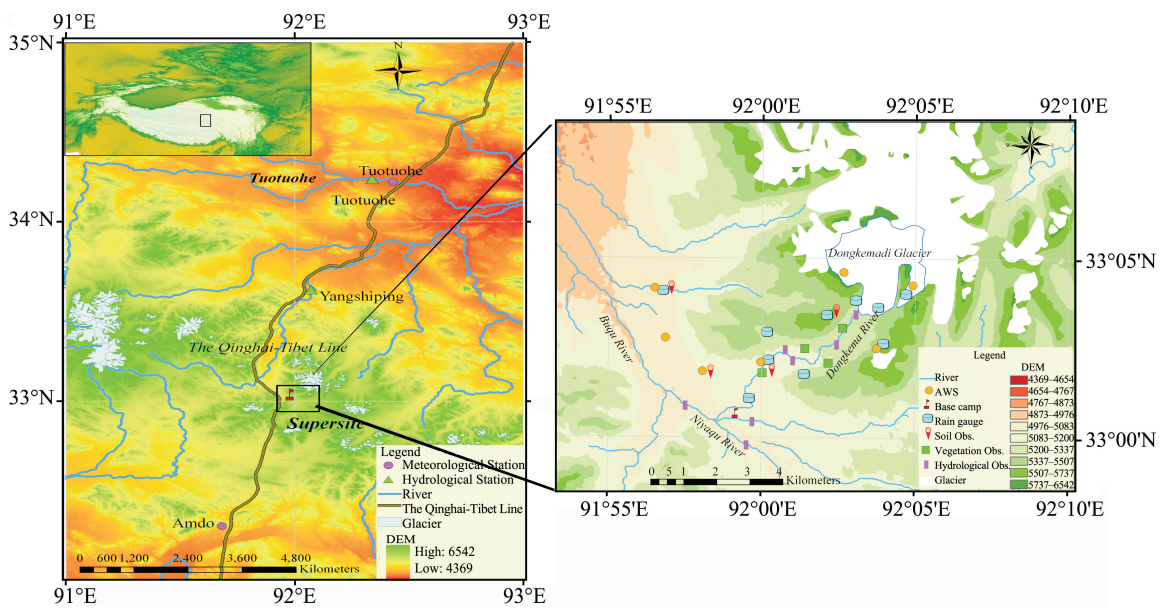 91°E
92°E
93°E
35°N
34°N
33°N
N
Tuotuohe
Tuotuohe
Tuotuohe
Yangshiping
The Qinghai-Tibet Line
Supersite
Amdo
Legend
Meteorological Station
Hydrological Station
River
The Qinghai-Tibet Line
Glacier
DEM
High: 6542
Low: 4369
0 600 1,200 2,400 3,600 4,800
Kilometers
91°E
92°E
93°E
91°55'E
92°00'E
92°05'E
92°10'E
Dongkemadi Glacier
33°05'E
Buqu River
Dongkema River
Niyaqu River
33°00'E
Legend
River
AWS
Base camp
Rain gauge
Soil Obs.
Vegetation Obs.
Hydrological Obs.
Glacier
DEM
4369–4654
4654–4767
4767–4873
4873–4976
4976–5083
5083–5200
5200–5337
5337–5507
5507–5737
5737–6542
0 5 1 2 3 4
Kilometers
91°55'E
92°00'E
92°05'E
92°10'E